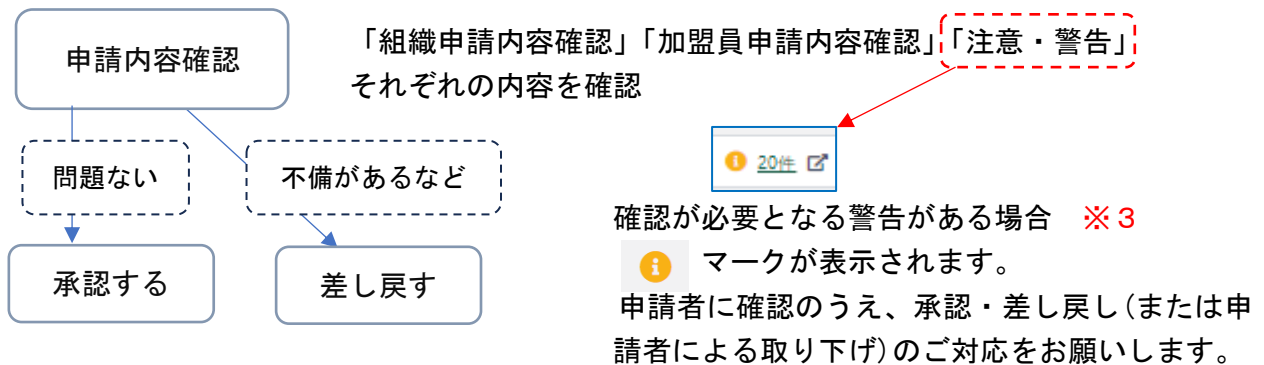 申請内容確認
「組織申請内容確認」「加盟員申請内容確認」「注意・警告」
それぞれの内容を確認
問題ない
不備があるなど
20件
承認する
差し戻す
確認が必要となる警告がある場合　※３
マークが表示されます。
申請者に確認のうえ、承認・差し戻し(または申
請者による取り下げ)のご対応をお願いします。